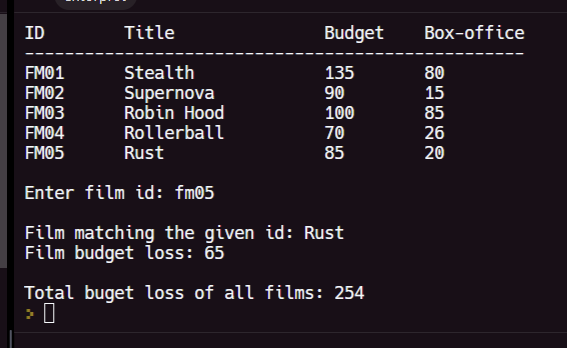 ID Title Budget Box-office
----------------------------------------------------
FM01 Stealth 135 80
FM02 Supernova 90 15
FM03 Robin Hood 100 85
FM04 Rollerball 70 26
FM05 Rust 85 20
Enter film id: fm05
Film matching the given id: Rust
Film budget loss: 65
Total buget loss of all films: 254
>